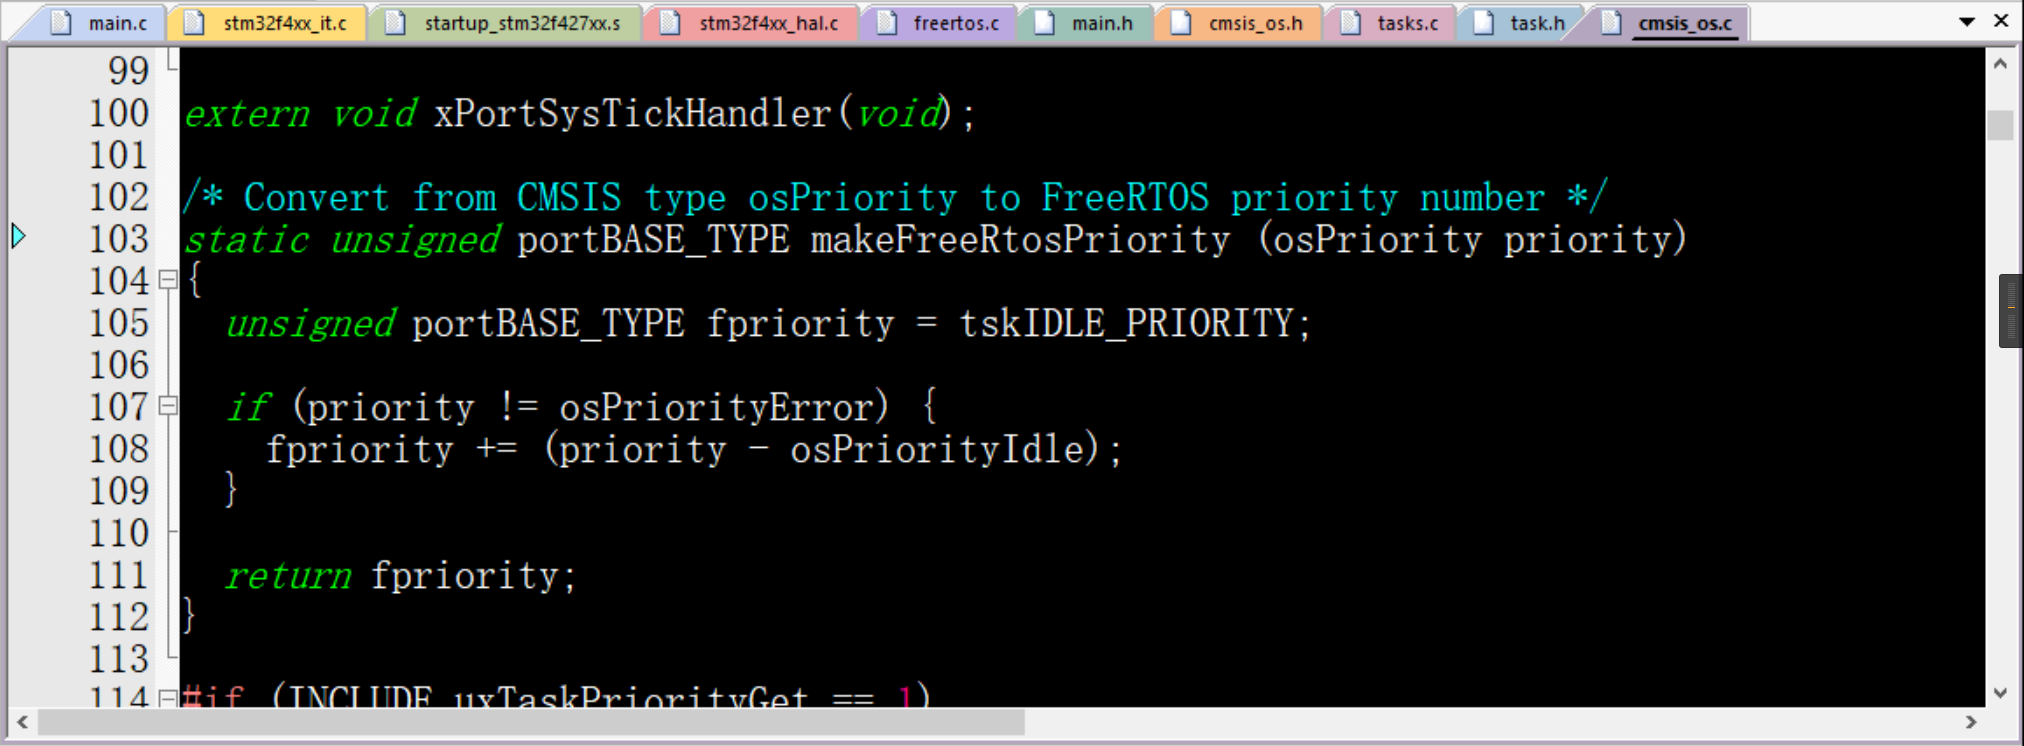 main.c stm32f4xx_it.c startup_stm32f427xx.s stm32f4xx_hal.c freertos.c main.h cmsis_os.h tasks.c task.h cmsis_os.c
99
100 extern void xPortSysTickHandler(void);
101
102 /* Convert from CMSIS type osPriority to FreeRTOS priority number */
103 static unsigned portBASE_TYPE makeFreeRtosPriority (osPriority priority)
104 {
105 unsigned portBASE_TYPE fpriority = tskIDLE_PRIORITY;
106
107 if (priority != osPriorityError) {
108 fpriority += (priority - osPriorityIdle);
109 }
110
111 return fpriority;
112 }
113
114 #if (INCLUDE_uxTaskPriorityGet == 1)